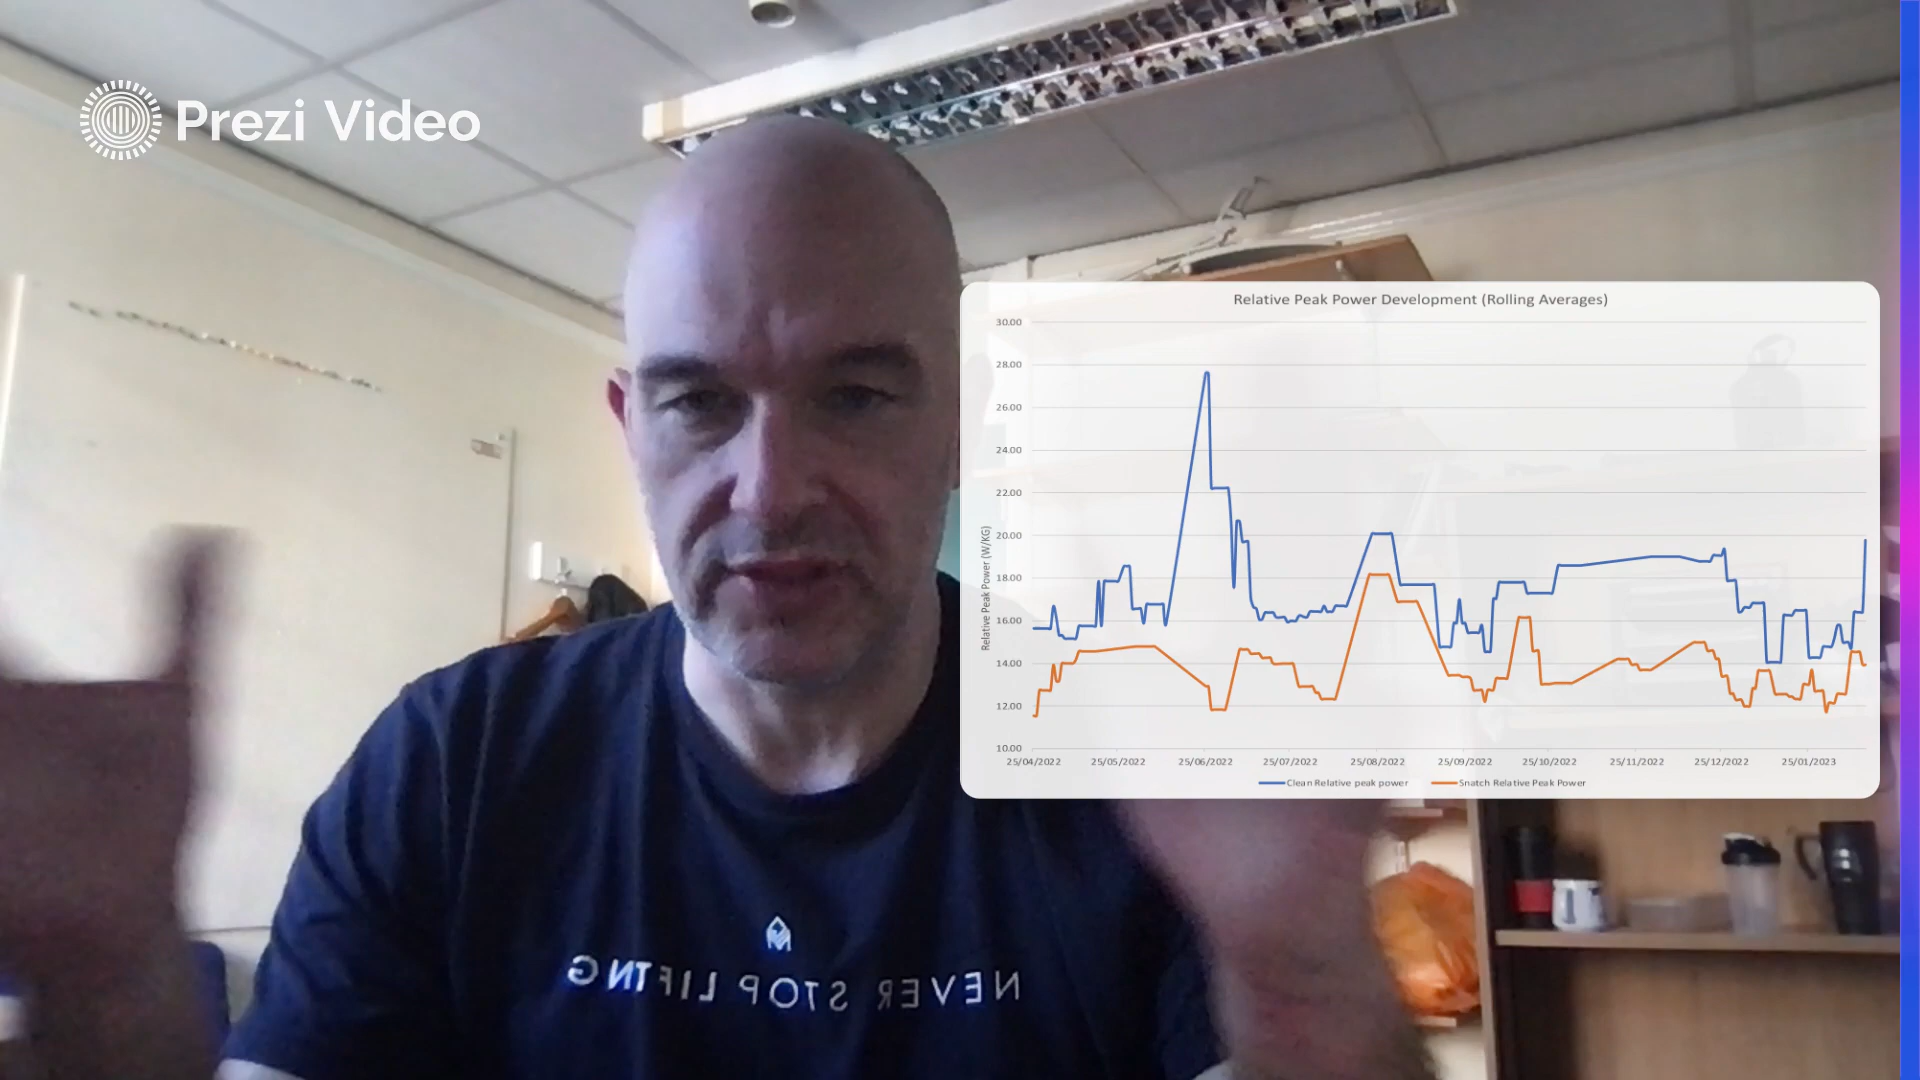 Prezi Video
Relative Peak Power Development (Rolling Averages)
Relative Peak Power (W/KG)
30.00
28.00
26.00
24.00
22.00
20.00
18.00
16.00
14.00
12.00
10.00
25/04/2022 25/05/2022 25/06/2022 25/07/2022 25/08/2022 25/09/2022 25/10/2022 25/11/2022 25/12/2022 25/01/2023
Clean Relative peak power Snatch Relative Peak Power
NEVER STOP LIFTNG